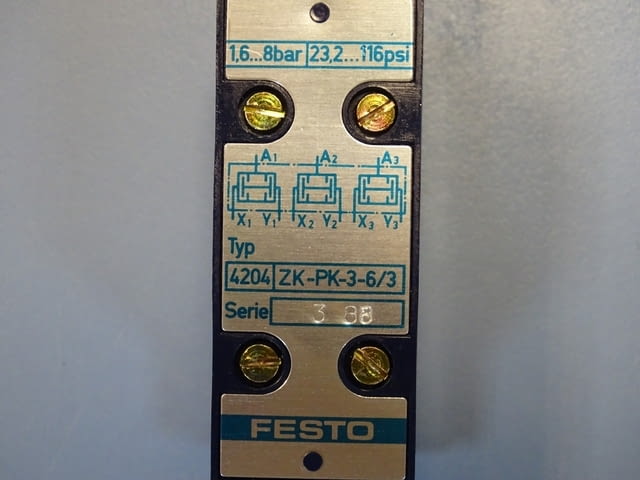 1,6...8bar 23,2...116psi
A1 A2 A3
X1 Y1 X2 Y2 X3 Y3
Typ
4204 ZK-PK-3-6/3
Serie 3 88
FESTO